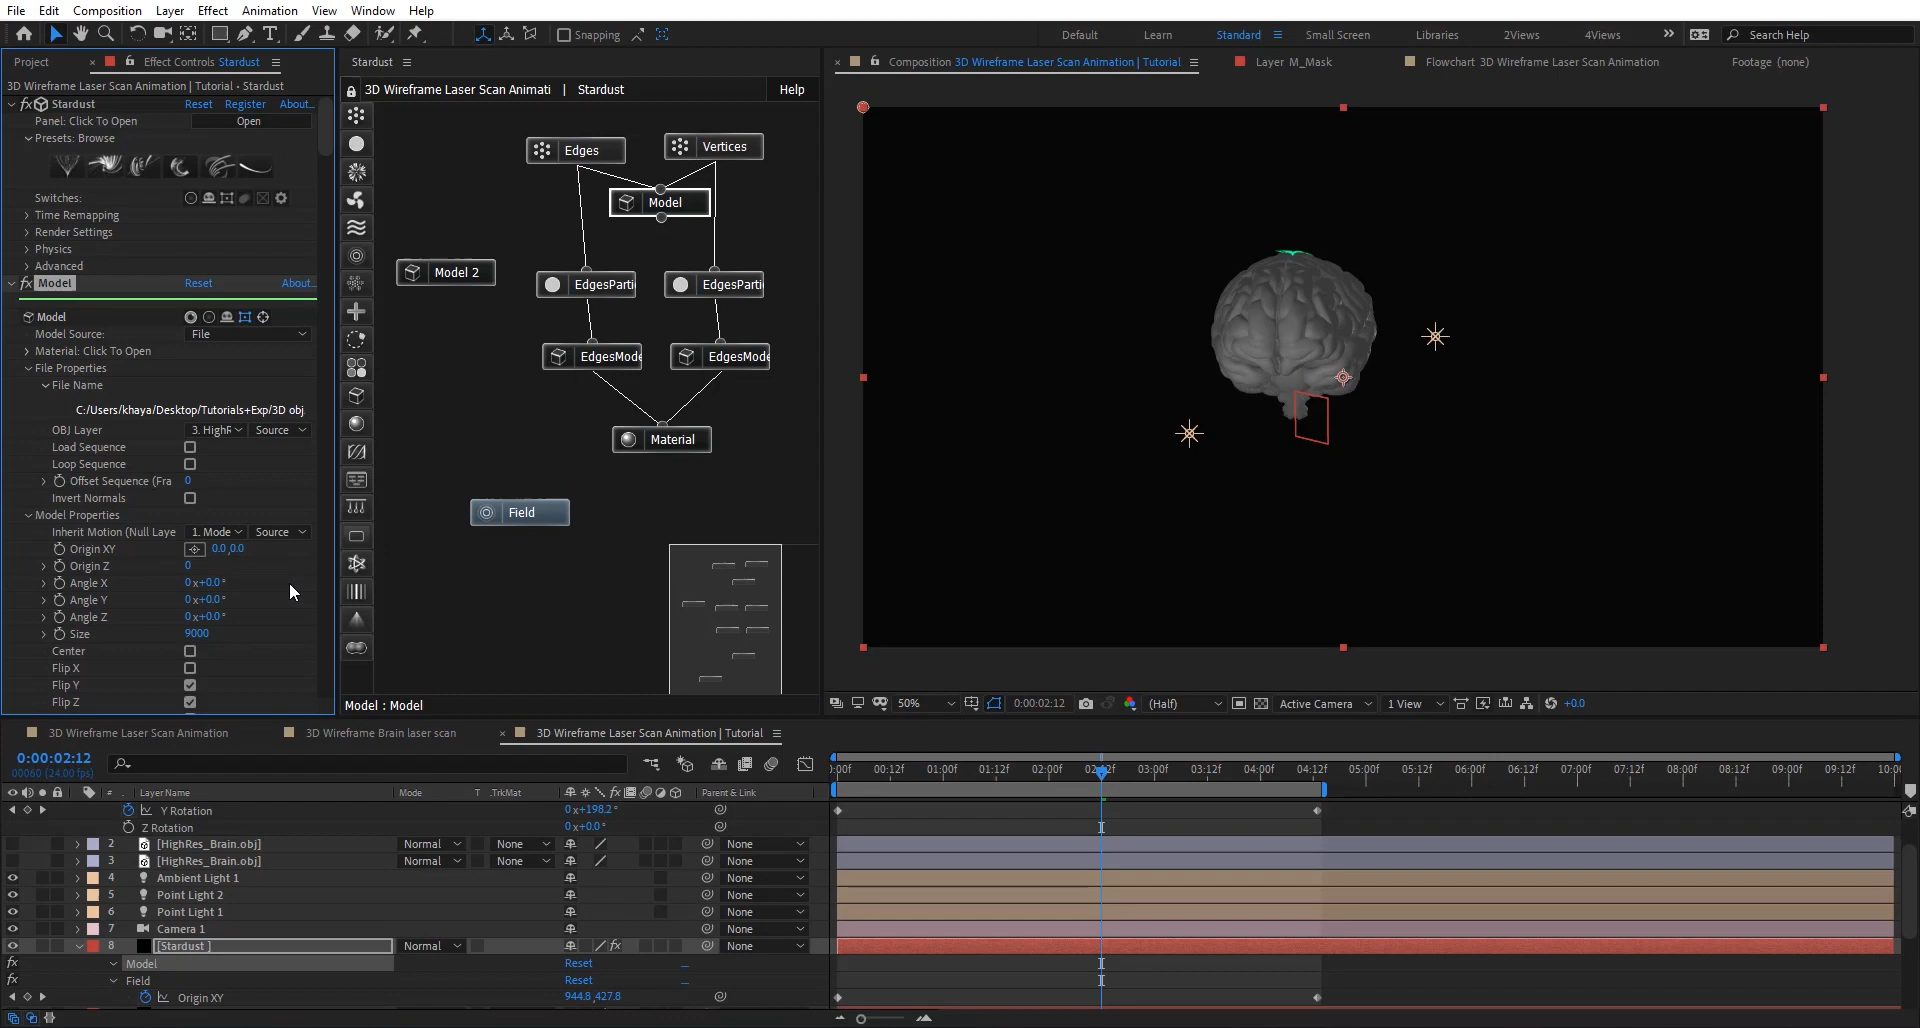 File Edit Composition Layer Effect Animation View Window Help
Snapping
Default Learn Standard Small Screen Libraries 2Views 4Views Search Help
Project Effect Controls Stardust
3D Wireframe Laser Scan Animation | Tutorial • Stardust
Stardust Reset Register About...
Panel: Click To Open Open
Presets: Browse
Switches:
Time Remapping
Render Settings
Physics
Advanced
Model Reset About...
Model
Model Source: File
Material: Click To Open
File Properties
File Name
C:/Users/khaya/Desktop/Tutorials+Exp/3D obj
OBJ Layer 3. HighR Source
Load Sequence
Loop Sequence
Offset Sequence (Fra 0
Invert Normals
Model Properties
Inherit Motion (Null Laye 1. Mode Source
Origin XY 0.0,0.0
Origin Z 0
Angle X 0x+0.0°
Angle Y 0x+0.0°
Angle Z 0x+0.0°
Size 9000
Center
Flip X
Flip Y
Flip Z
Stardust
3D Wireframe Laser Scan Animati | Stardust Help
Edges Vertices
Model
Model 2
EdgesParti EdgesParti
EdgesMode EdgesMode
Material
Field
Model : Model
Composition 3D Wireframe Laser Scan Animation | Tutorial Layer M_Mask Flowchart 3D Wireframe Laser Scan Animation Footage (none)
50% 0:00:02:12 (Half) Active Camera 1 View +0.0
3D Wireframe Laser Scan Animation 3D Wireframe Brain laser scan 3D Wireframe Laser Scan Animation | Tutorial
0:00:02:12
00060 (24.00 fps)
):00f 00:12f 01:00f 01:12f 02:00f 02:12f 03:00f 03:12f 04:00f 04:12f 05:00f 05:12f 06:00f 06:12f 07:00f 07:12f 08:00f 08:12f 09:00f 09:12f 10:0
# Layer Name Mode T .TrkMat Parent & Link
Y Rotation 0x+198.2°
Z Rotation 0x+0.0°
2 [HighRes_Brain.obj] Normal None None
3 [HighRes_Brain.obj] Normal None None
4 Ambient Light 1 None
5 Point Light 2 None
6 Point Light 1 None
7 Camera 1 None
8 [Stardust ] Normal None
Model Reset
Field Reset
Origin XY 944.8,427.8